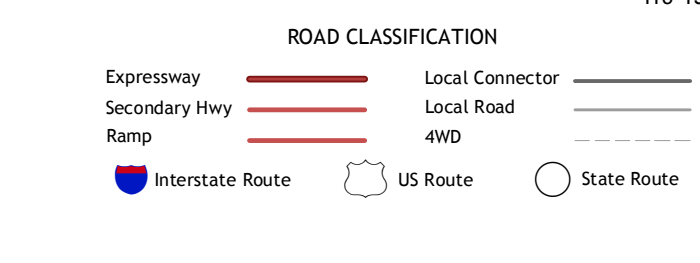 ROAD CLASSIFICATION
Expressway
Secondary Hwy
Ramp
Local Connector
Local Road
4WD
Interstate Route
US Route
State Route